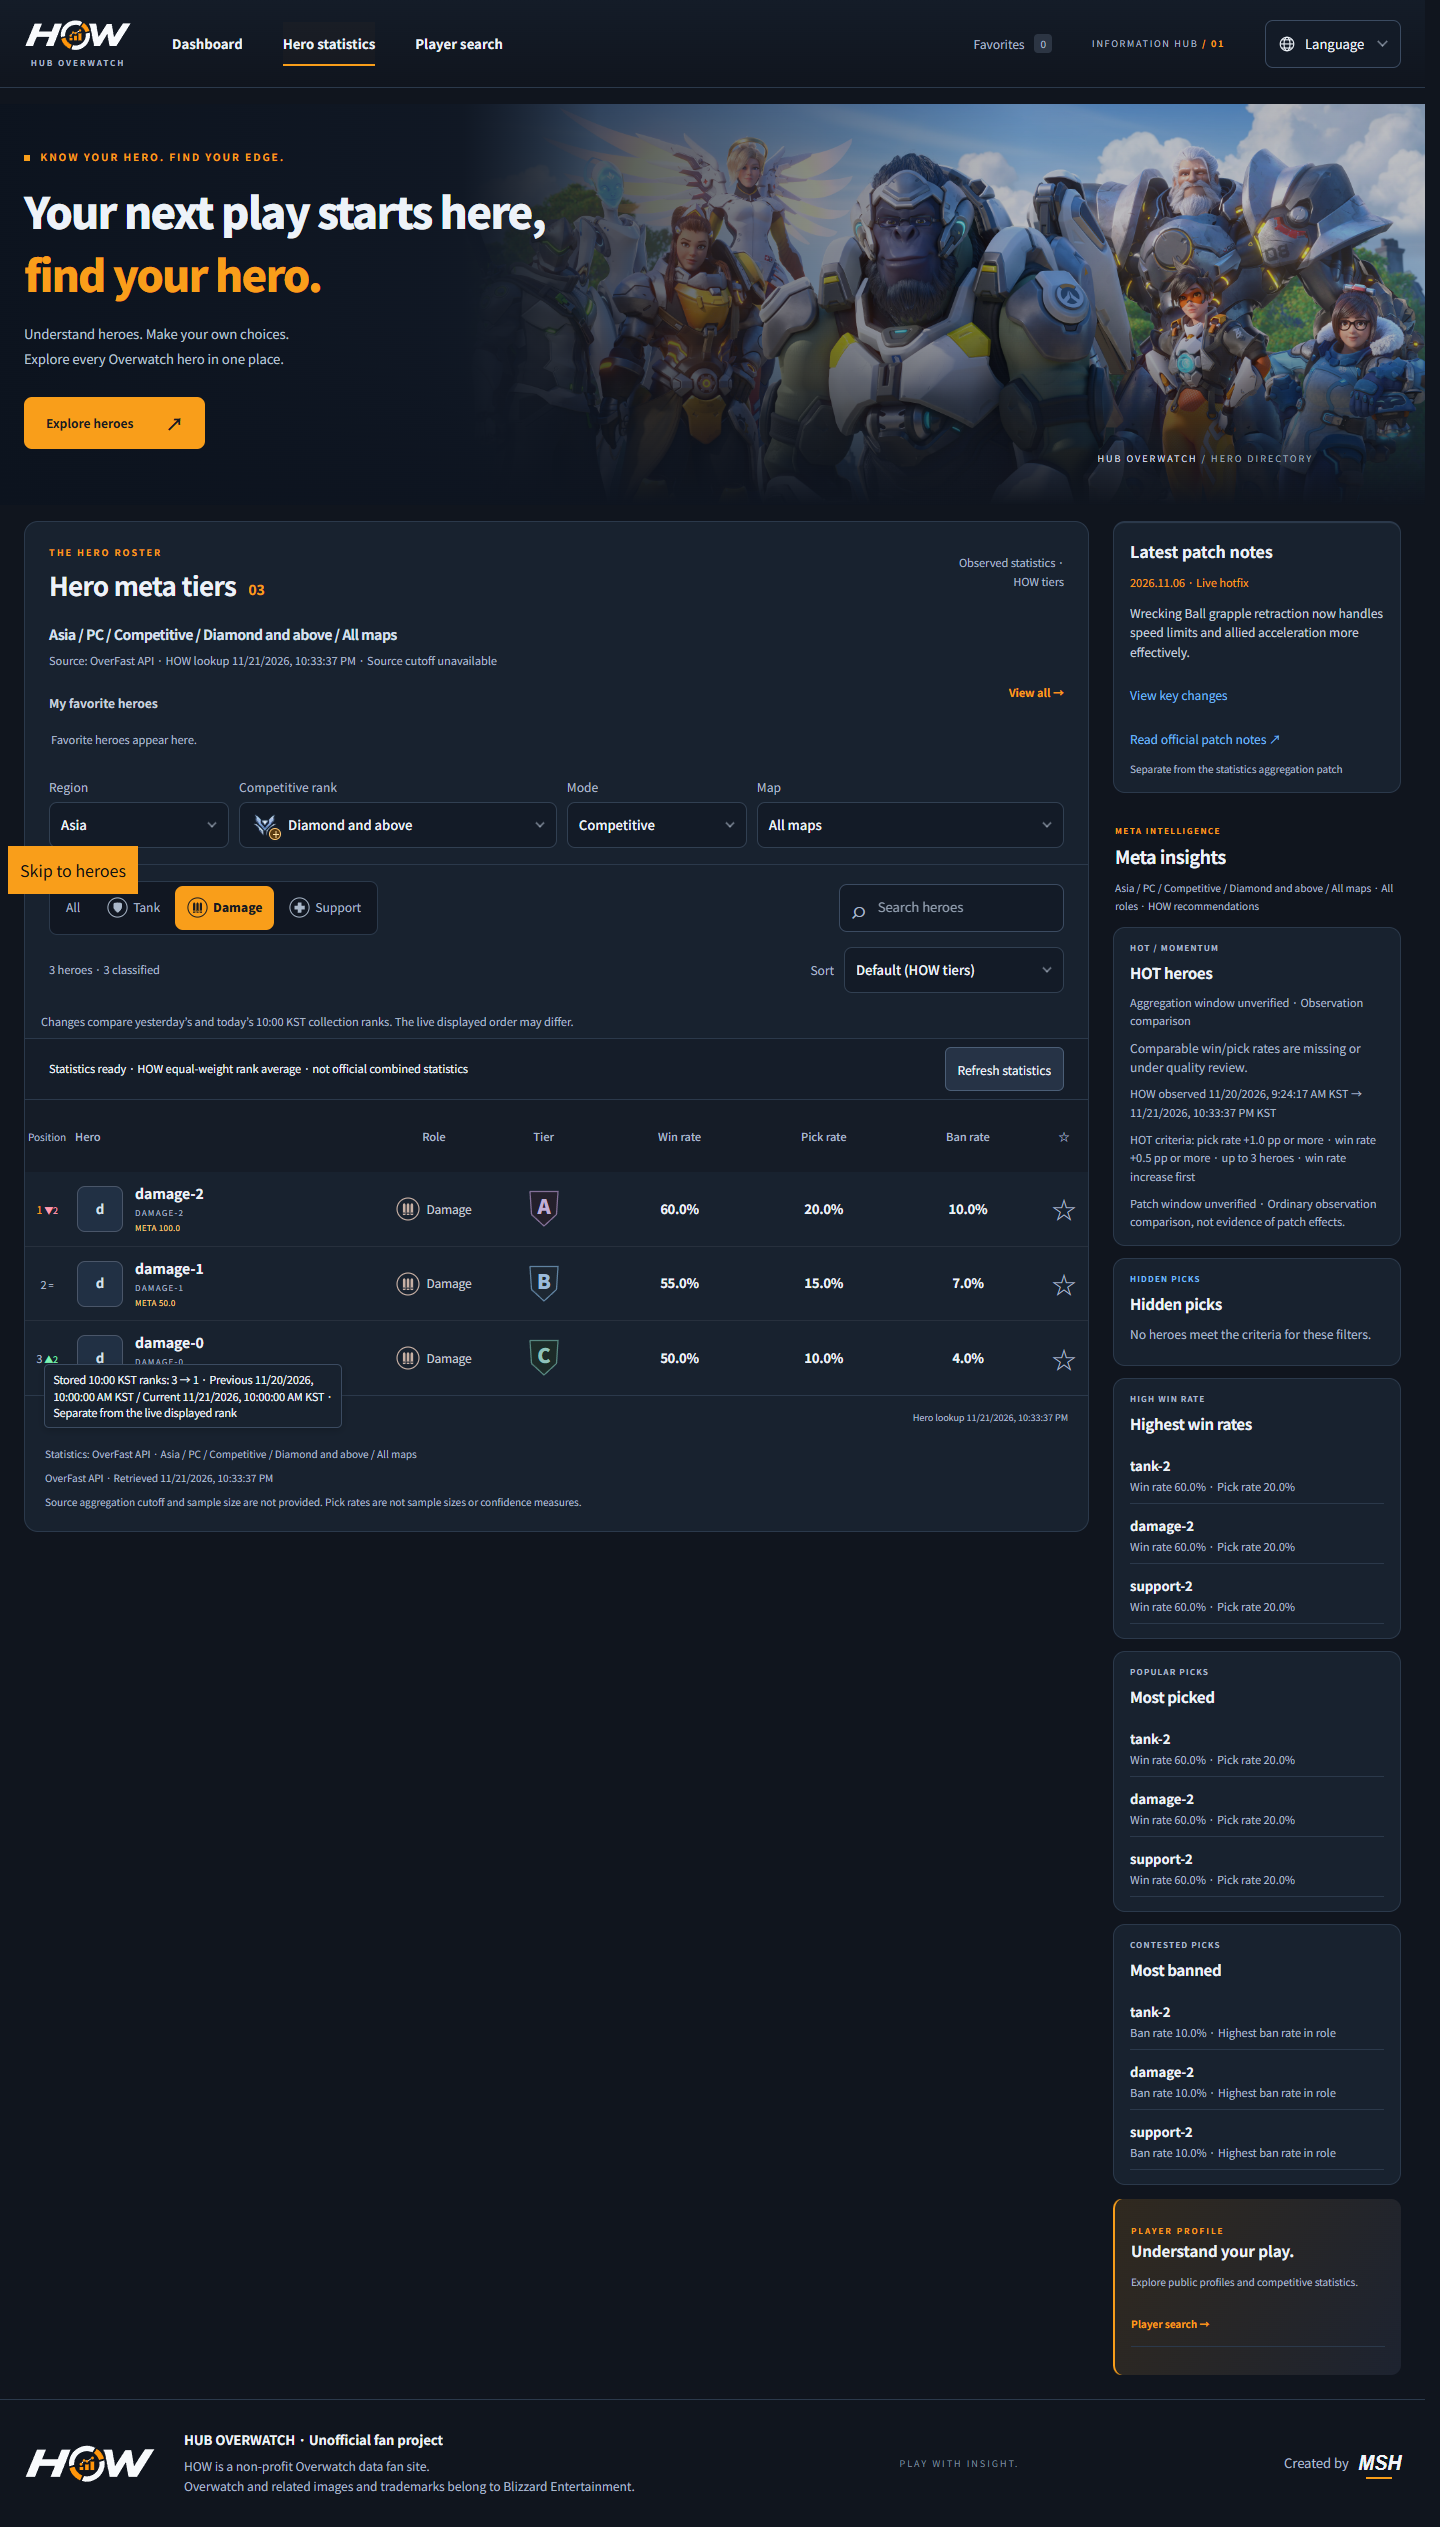 HOW
HUB OVERWATCH
Dashboard
Hero statistics
Player search
Favorites 0
INFORMATION HUB / 01
Language
KNOW YOUR HERO. FIND YOUR EDGE.
Your next play starts here,
find your hero.
Understand heroes. Make your own choices.
Explore every Overwatch hero in one place.
Explore heroes ↗
HUB OVERWATCH / HERO DIRECTORY
THE HERO ROSTER
Hero meta tiers 03
Observed statistics ·
HOW tiers
Asia / PC / Competitive / Diamond and above / All maps
Source: OverFast API · HOW lookup 11/21/2026, 10:33:37 PM · Source cutoff unavailable
My favorite heroes
View all →
Favorite heroes appear here.
Region
Competitive rank
Mode
Map
Asia
Diamond and above
Competitive
All maps
Skip to heroes
All
Tank
Damage
Support
Search heroes
3 heroes · 3 classified
Sort
Default (HOW tiers)
Changes compare yesterday's and today's 10:00 KST collection ranks. The live displayed order may differ.
Statistics ready · HOW equal-weight rank average · not official combined statistics
Refresh statistics
Position Hero Role Tier Win rate Pick rate Ban rate ☆
1 ▼2 d damage-2 Damage A 60.0% 20.0% 10.0% ☆
DAMAGE-2
META 100.0
2 = d damage-1 Damage B 55.0% 15.0% 7.0% ☆
DAMAGE-1
META 50.0
3 ▲2 d damage-0 Damage C 50.0% 10.0% 4.0% ☆
DAMAGE-0
Stored 10:00 KST ranks: 3 → 1 · Previous 11/20/2026,
10:00:00 AM KST / Current 11/21/2026, 10:00:00 AM KST ·
Separate from the live displayed rank
Hero lookup 11/21/2026, 10:33:37 PM
Statistics: OverFast API · Asia / PC / Competitive / Diamond and above / All maps
OverFast API · Retrieved 11/21/2026, 10:33:37 PM
Source aggregation cutoff and sample size are not provided. Pick rates are not sample sizes or confidence measures.
Latest patch notes
2026.11.06 · Live hotfix
Wrecking Ball grapple retraction now handles
speed limits and allied acceleration more
effectively.
View key changes
Read official patch notes ↗
Separate from the statistics aggregation patch
META INTELLIGENCE
Meta insights
Asia / PC / Competitive / Diamond and above / All maps · All
roles · HOW recommendations
HOT / MOMENTUM
HOT heroes
Aggregation window unverified · Observation
comparison
Comparable win/pick rates are missing or
under quality review.
HOW observed 11/20/2026, 9:24:17 AM KST →
11/21/2026, 10:33:37 PM KST
HOT criteria: pick rate +1.0 pp or more · win rate
+0.5 pp or more · up to 3 heroes · win rate
increase first
Patch window unverified · Ordinary observation
comparison, not evidence of patch effects.
HIDDEN PICKS
Hidden picks
No heroes meet the criteria for these filters.
HIGH WIN RATE
Highest win rates
tank-2
Win rate 60.0% · Pick rate 20.0%
damage-2
Win rate 60.0% · Pick rate 20.0%
support-2
Win rate 60.0% · Pick rate 20.0%
POPULAR PICKS
Most picked
tank-2
Win rate 60.0% · Pick rate 20.0%
damage-2
Win rate 60.0% · Pick rate 20.0%
support-2
Win rate 60.0% · Pick rate 20.0%
CONTESTED PICKS
Most banned
tank-2
Ban rate 10.0% · Highest ban rate in role
damage-2
Ban rate 10.0% · Highest ban rate in role
support-2
Ban rate 10.0% · Highest ban rate in role
PLAYER PROFILE
Understand your play.
Explore public profiles and competitive statistics.
Player search →
HOW
HUB OVERWATCH · Unofficial fan project
HOW is a non-profit Overwatch data fan site.
Overwatch and related images and trademarks belong to Blizzard Entertainment.
PLAY WITH INSIGHT.
Created by MSH